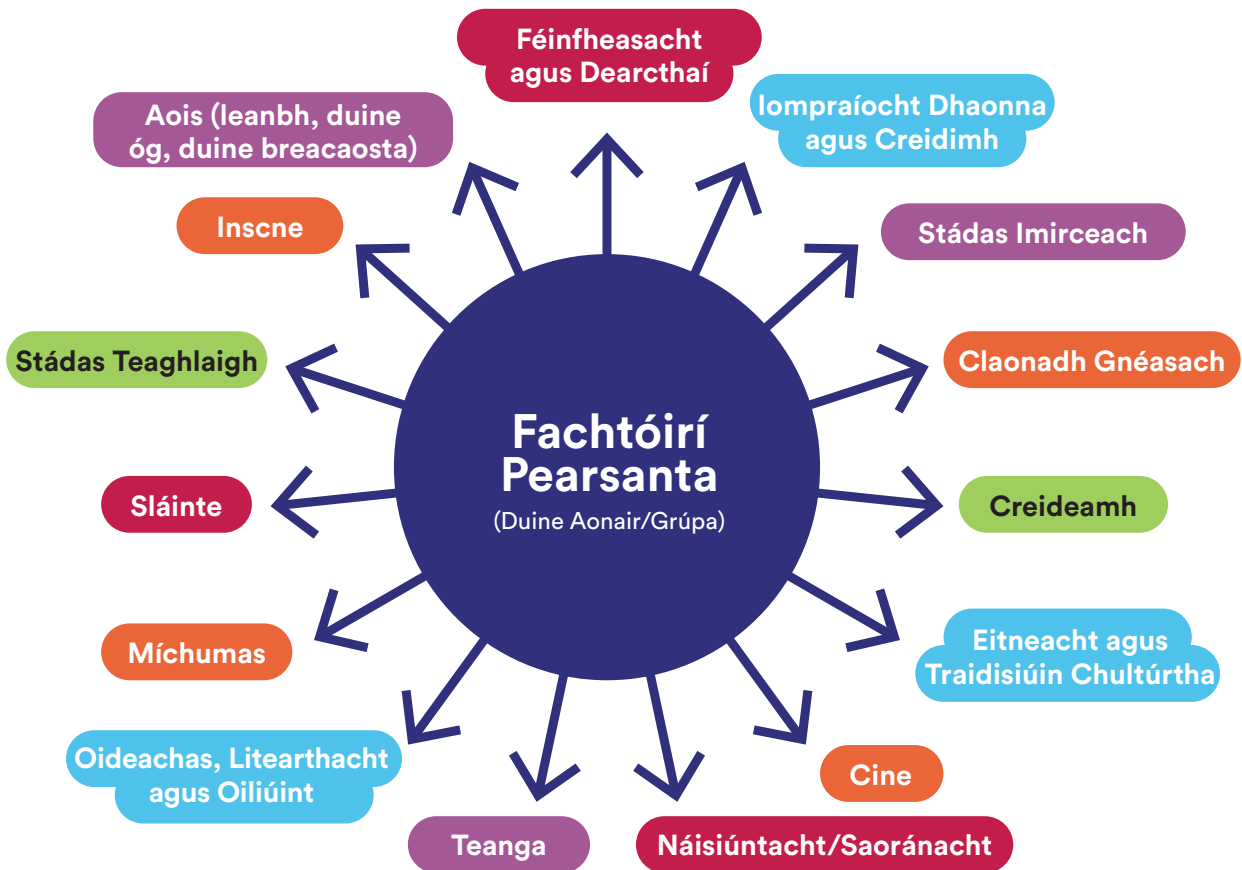 Féinfheasacht
agus Dearcthaí
Iompraíocht Dhaonna
agus Creidimh
Stádas Imirceach
Claonadh Gnéasach
Creideamh
Eitneacht agus
Traidisiúin Chultúrtha
Cine
Náisiúntacht/Saoránacht
Teanga
Oideachas, Litearthacht
agus Oiliúint
Míchumas
Sláinte
Stádas Teaghlaigh
Inscne
Aois (leanbh, duine
óg, duine breacaosta)
Fachtóirí
Pearsanta
(Duine Aonair/Grúpa)